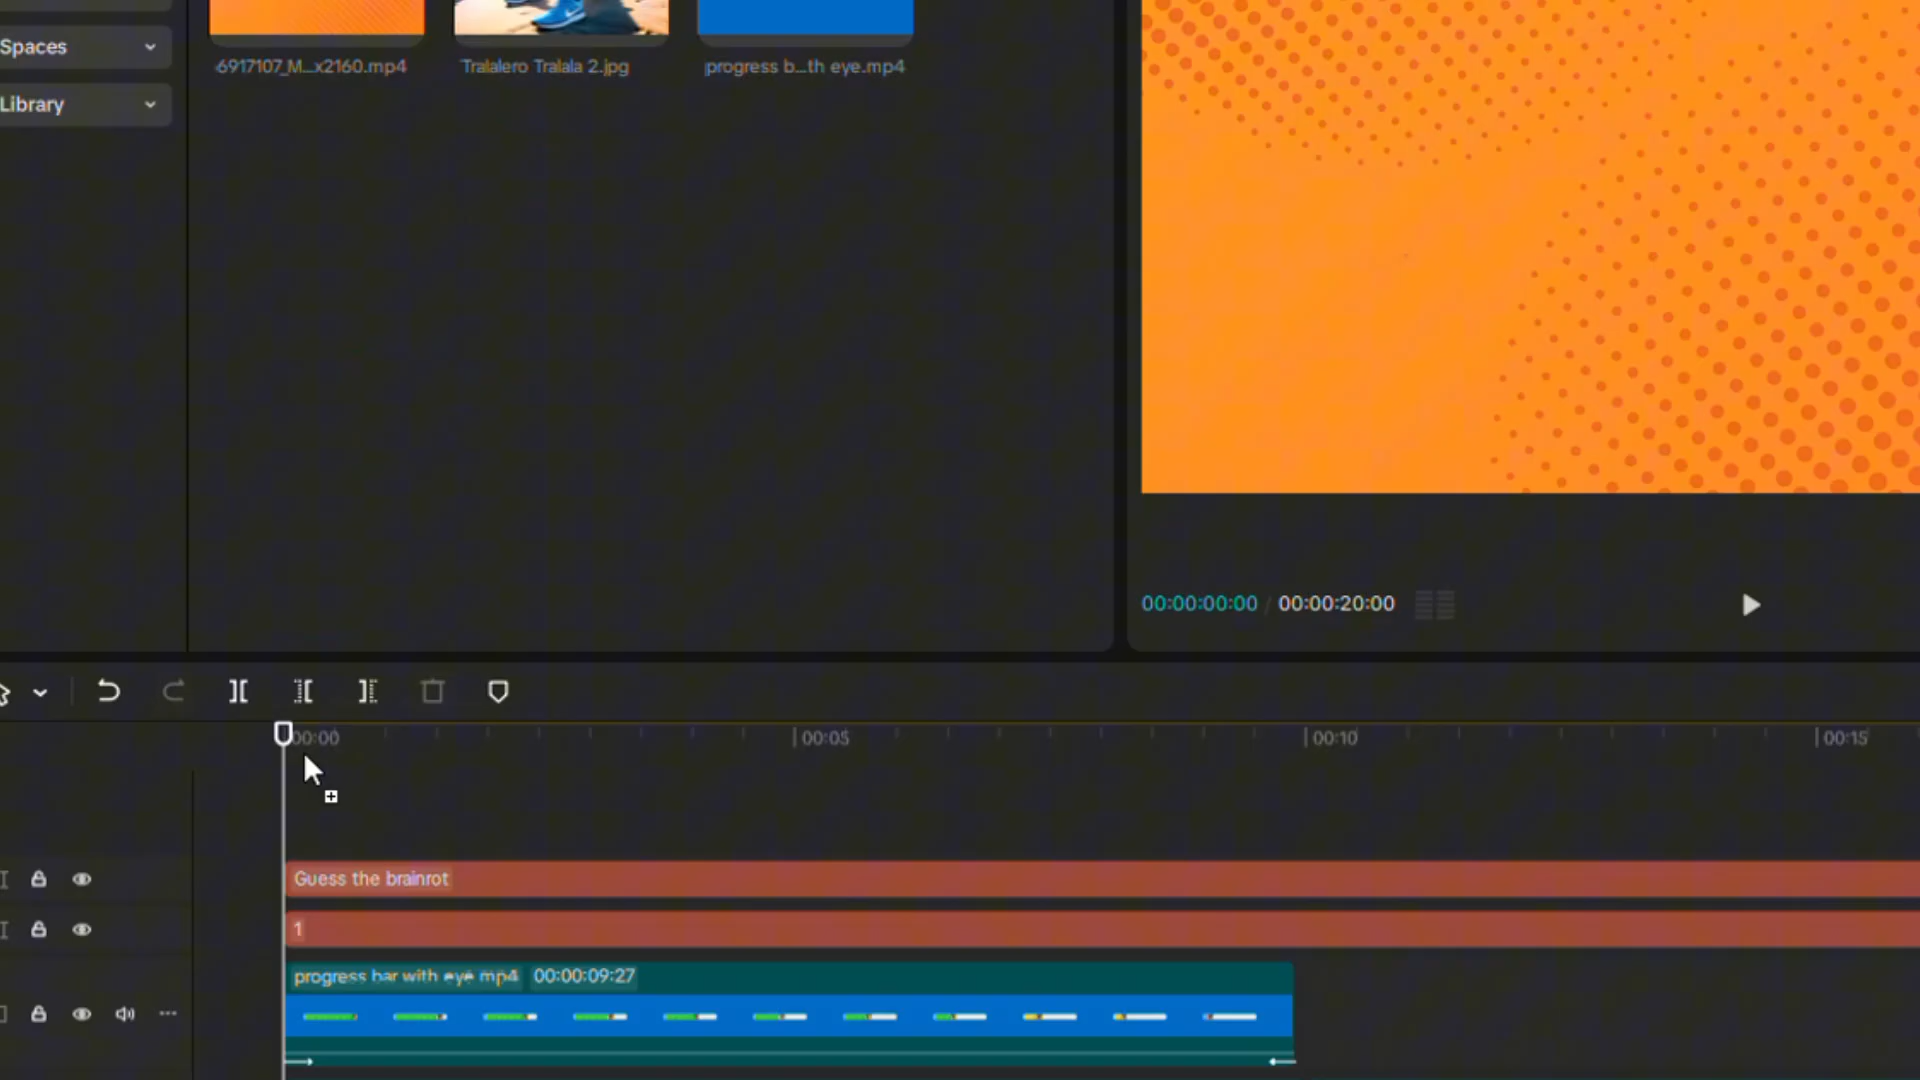 Spaces
Library
6917107_M...x2160.mp4
Tralalero Tralala 2.jpg
progress b...th eye.mp4
00:00:00:00 / 00:00:20:00
00:00
00:05
00:10
00:15
Guess the brainrot
1
progress bar with eye mp4 00:00:09:27